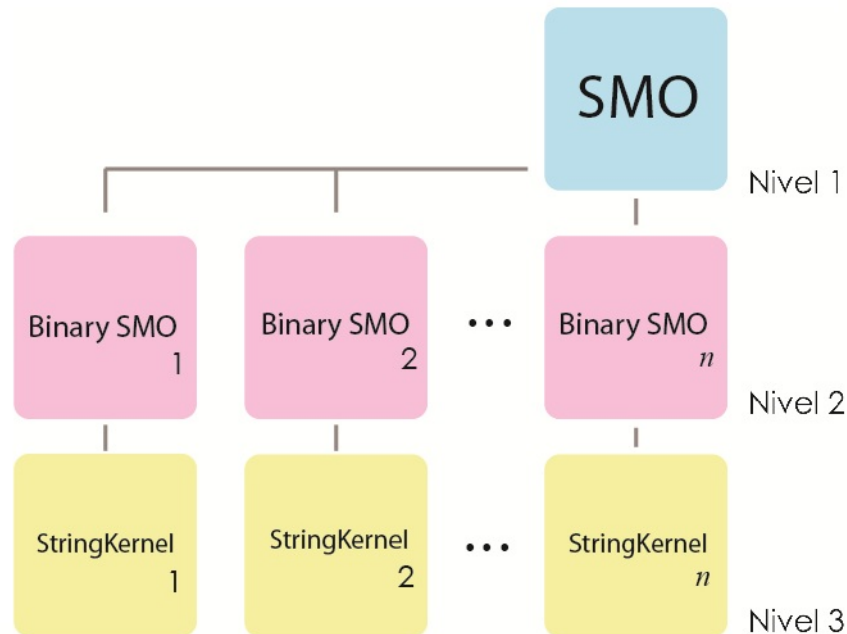 SMO
Nivel 1
Binary SMO
1
Binary SMO
2
...
Binary SMO
n
Nivel 2
StringKernel
1
StringKernel
2
...
StringKernel
n
Nivel 3